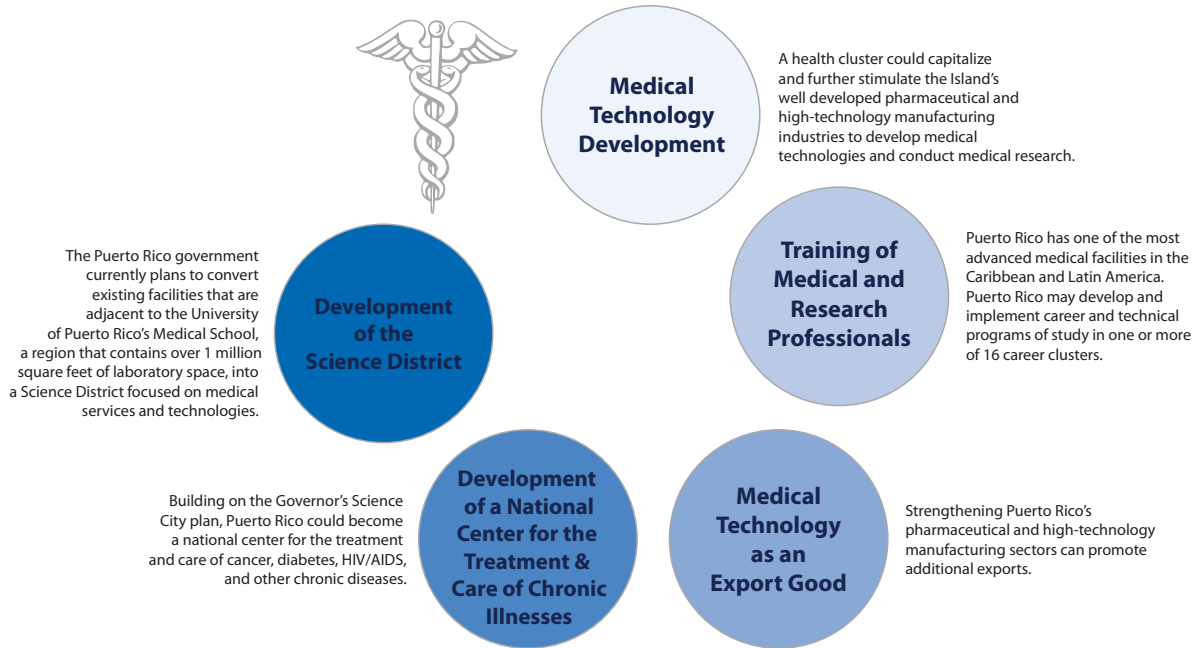 Medical
Technology
Development
A health cluster could capitalize
and further stimulate the Island’s
well developed pharmaceutical and
high-technology manufacturing
industries to develop medical
technologies and conduct medical research.
Training of
Medical and
Research
Professionals
Puerto Rico has one of the most
advanced medical facilities in the
Caribbean and Latin America.
Puerto Rico may develop and
implement career and technical
programs of study in one or more
of 16 career clusters.
Medical
Technology
as an
Export Good
Strengthening Puerto Rico’s
pharmaceutical and high-technology
manufacturing sectors can promote
additional exports.
Development
of a National
Center for the
Treatment &
Care of Chronic
Illnesses
Building on the Governor’s Science
City plan, Puerto Rico could become
a national center for the treatment
and care of cancer, diabetes, HIV/AIDS,
and other chronic diseases.
Development
of the
Science District
The Puerto Rico government
currently plans to convert
existing facilities that are
adjacent to the University
of Puerto Rico’s Medical School,
a region that contains over 1 million
square feet of laboratory space, into
a Science District focused on medical
services and technologies.